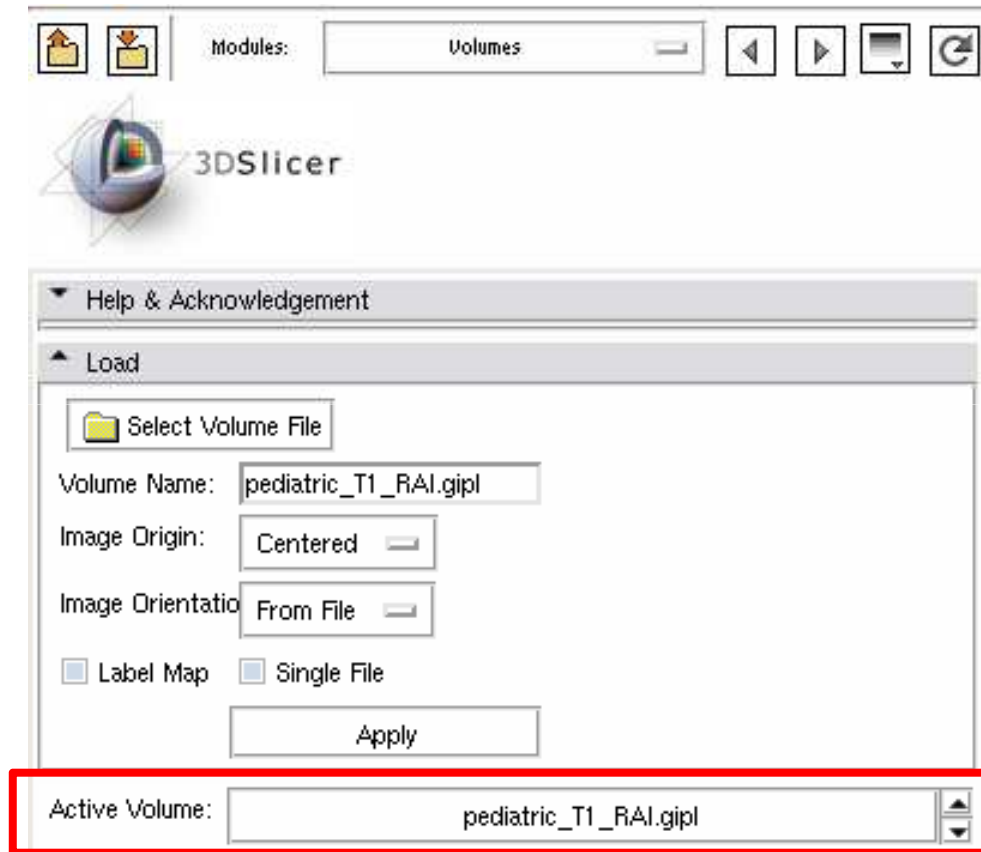 Modules: Volumes
3DSlicer
Help & Acknowledgement
Load
Select Volume File
Volume Name: pediatric_T1_RAI.gipl
Image Origin: Centered
Image Orientatio From File
Label Map Single File
Apply
Active Volume: pediatric_T1_RAI.gipl